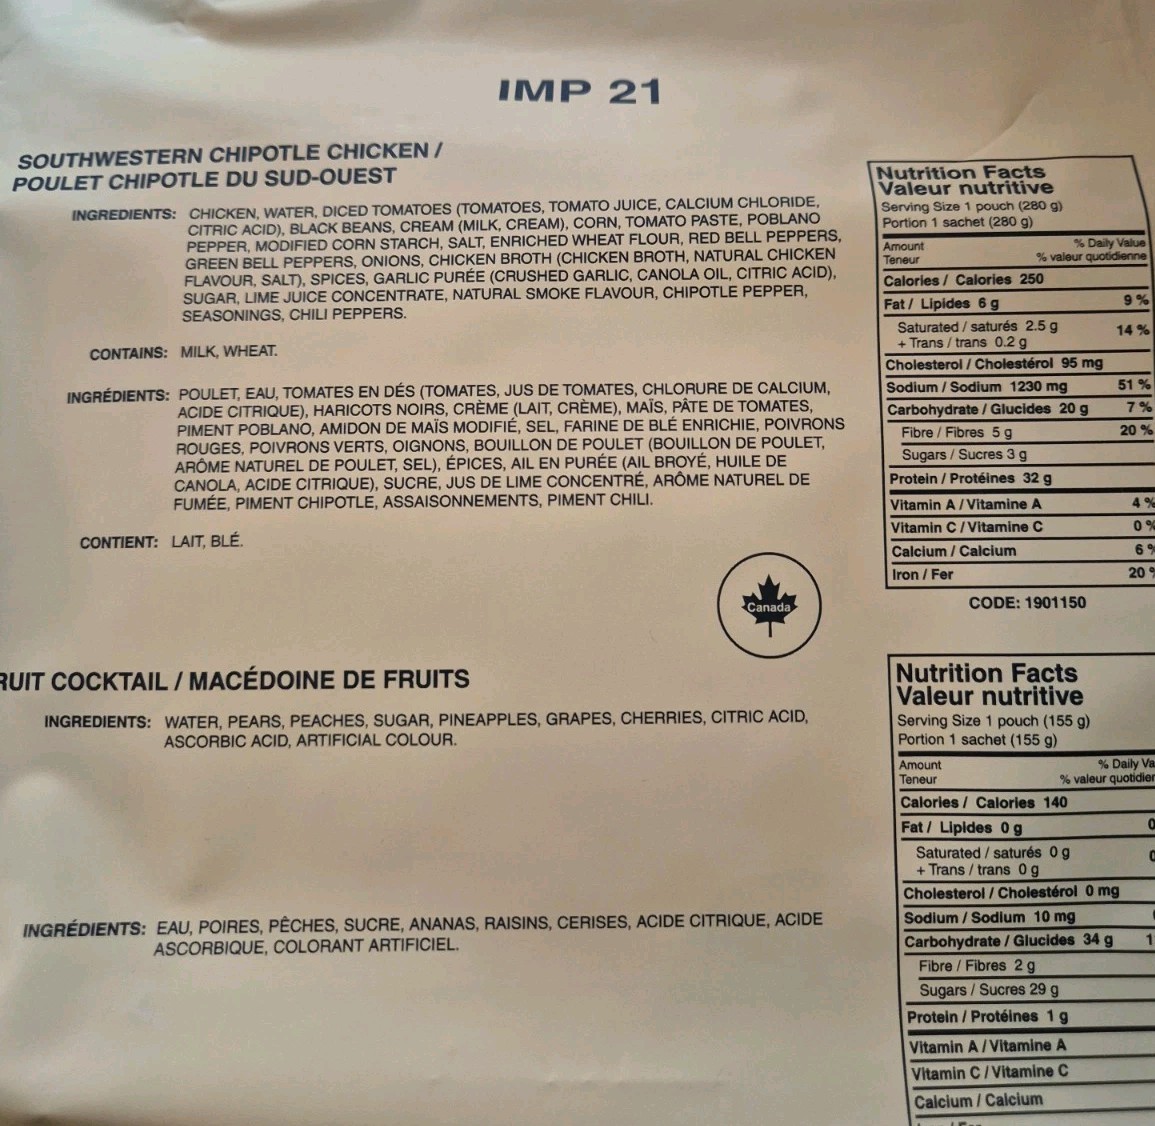 IMP 21
SOUTHWESTERN CHIPOTLE CHICKEN /
POULET CHIPOTLE DU SUD-OUEST
INGREDIENTS: CHICKEN, WATER, DICED TOMATOES (TOMATOES, TOMATO JUICE, CALCIUM CHLORIDE,
CITRIC ACID), BLACK BEANS, CREAM (MILK, CREAM), CORN, TOMATO PASTE, POBLANO
PEPPER, MODIFIED CORN STARCH, SALT, ENRICHED WHEAT FLOUR, RED BELL PEPPERS,
GREEN BELL PEPPERS, ONIONS, CHICKEN BROTH (CHICKEN BROTH, NATURAL CHICKEN
FLAVOUR, SALT), SPICES, GARLIC PURÉE (CRUSHED GARLIC, CANOLA OIL, CITRIC ACID),
SUGAR, LIME JUICE CONCENTRATE, NATURAL SMOKE FLAVOUR, CHIPOTLE PEPPER,
SEASONINGS, CHILI PEPPERS.
CONTAINS: MILK, WHEAT.
INGRÉDIENTS: POULET, EAU, TOMATES EN DÉS (TOMATES, JUS DE TOMATES, CHLORURE DE CALCIUM,
ACIDE CITRIQUE), HARICOTS NOIRS, CRÈME (LAIT, CRÈME), MAÏS, PÂTE DE TOMATES,
PIMENT POBLANO, AMIDON DE MAÏS MODIFIÉ, SEL, FARINE DE BLÉ ENRICHIE, POIVRONS
ROUGES, POIVRONS VERTS, OIGNONS, BOUILLON DE POULET (BOUILLON DE POULET,
ARÔME NATUREL DE POULET, SEL), ÉPICES, AIL EN PURÉE (AIL BROYÉ, HUILE DE
CANOLA, ACIDE CITRIQUE), SUCRE, JUS DE LIME CONCENTRÉ, ARÔME NATUREL DE
FUMÉE, PIMENT CHIPOTLE, ASSAISONNEMENTS, PIMENT CHILI.
CONTIENT: LAIT, BLÉ.
Canada
Nutrition Facts
Valeur nutritive
Serving Size 1 pouch (280 g)
Portion 1 sachet (280 g)
Amount % Daily Value
Teneur % valeur quotidienne
Calories / Calories 250
Fat / Lipides 6 g 9 %
Saturated / saturés 2.5 g 14 %
+ Trans / trans 0.2 g
Cholesterol / Cholestérol 95 mg
Sodium / Sodium 1230 mg 51 %
Carbohydrate / Glucides 20 g 7 %
Fibre / Fibres 5 g 20 %
Sugars / Sucres 3 g
Protein / Protéines 32 g
Vitamin A / Vitamine A 4 %
Vitamin C / Vitamine C 0 %
Calcium / Calcium 6 %
Iron / Fer 20 %
CODE: 1901150
RUIT COCKTAIL / MACÉDOINE DE FRUITS
INGREDIENTS: WATER, PEARS, PEACHES, SUGAR, PINEAPPLES, GRAPES, CHERRIES, CITRIC ACID,
ASCORBIC ACID, ARTIFICIAL COLOUR.
INGRÉDIENTS: EAU, POIRES, PÊCHES, SUCRE, ANANAS, RAISINS, CERISES, ACIDE CITRIQUE, ACIDE
ASCORBIQUE, COLORANT ARTIFICIEL.
Nutrition Facts
Valeur nutritive
Serving Size 1 pouch (155 g)
Portion 1 sachet (155 g)
Amount % Daily Va
Teneur % valeur quotidien
Calories / Calories 140
Fat / Lipides 0 g 0
Saturated / saturés 0 g 0
+ Trans / trans 0 g
Cholesterol / Cholestérol 0 mg
Sodium / Sodium 10 mg
Carbohydrate / Glucides 34 g 1
Fibre / Fibres 2 g
Sugars / Sucres 29 g
Protein / Protéines 1 g
Vitamin A / Vitamine A
Vitamin C / Vitamine C
Calcium / Calcium